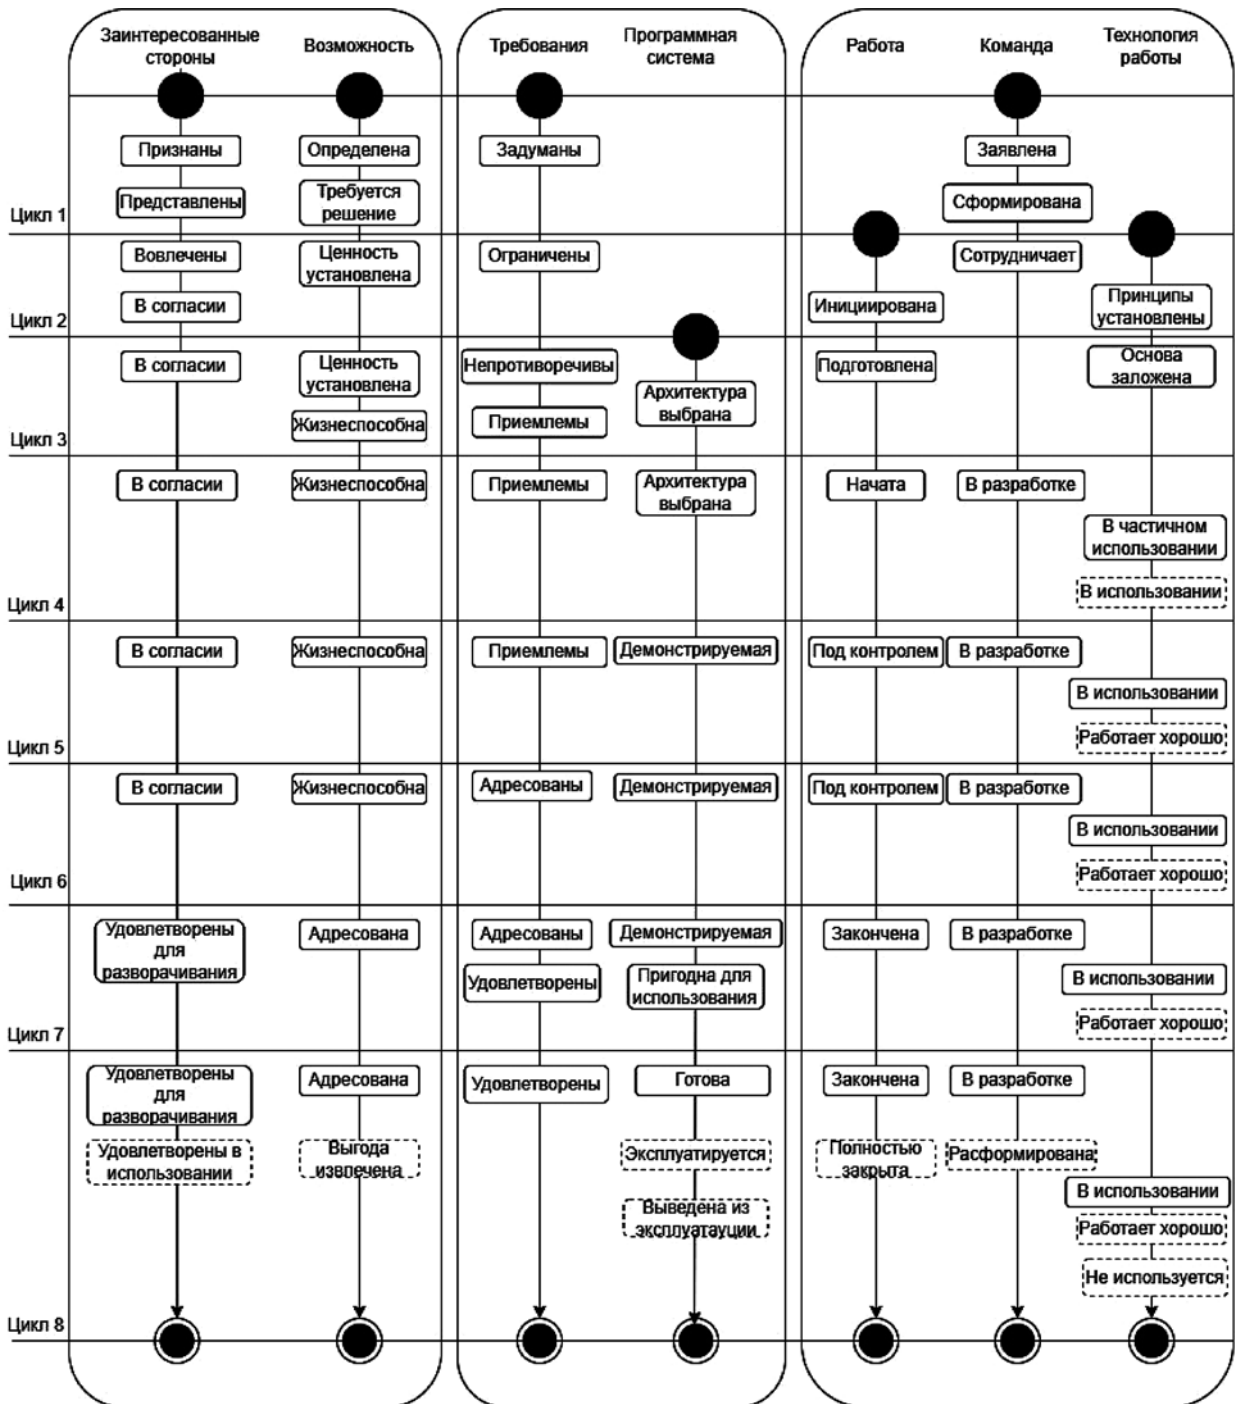 Заинтересованные
стороны
Возможность
Требования
Программная
система
Работа
Команда
Технология
работы
Признаны
Определена
Задуманы
Заявлена
Представлены
Требуется
решение
Сформирована
Цикл 1
Вовлечены
Ценность
установлена
Ограничены
Сотрудничает
В согласии
Инициирована
Принципы
установлены
Цикл 2
В согласии
Ценность
установлена
Непротиворечивы
Подготовлена
Основа
заложена
Архитектура
выбрана
Жизнеспособна
Приемлемы
Цикл 3
В согласии
Жизнеспособна
Приемлемы
Архитектура
выбрана
Начата
В разработке
В частичном
использовании
В использовании
Цикл 4
В согласии
Жизнеспособна
Приемлемы
Демонстрируемая
Под контролем
В разработке
В использовании
Работает хорошо
Цикл 5
В согласии
Жизнеспособна
Адресованы
Демонстрируемая
Под контролем
В разработке
В использовании
Работает хорошо
Цикл 6
Удовлетворены
для
разворачивания
Адресована
Адресованы
Демонстрируемая
Закончена
В разработке
Удовлетворены
Пригодна для
использования
В использовании
Работает хорошо
Цикл 7
Удовлетворены
для
разворачивания
Адресована
Удовлетворены
Готова
Закончена
В разработке
Удовлетворены в
использовании
Выгода
извлечена
Эксплуатируется
Полностью
закрыта
Расформирована
В использовании
Выведена из
эксплуатауции
Работает хорошо
Не используется
Цикл 8